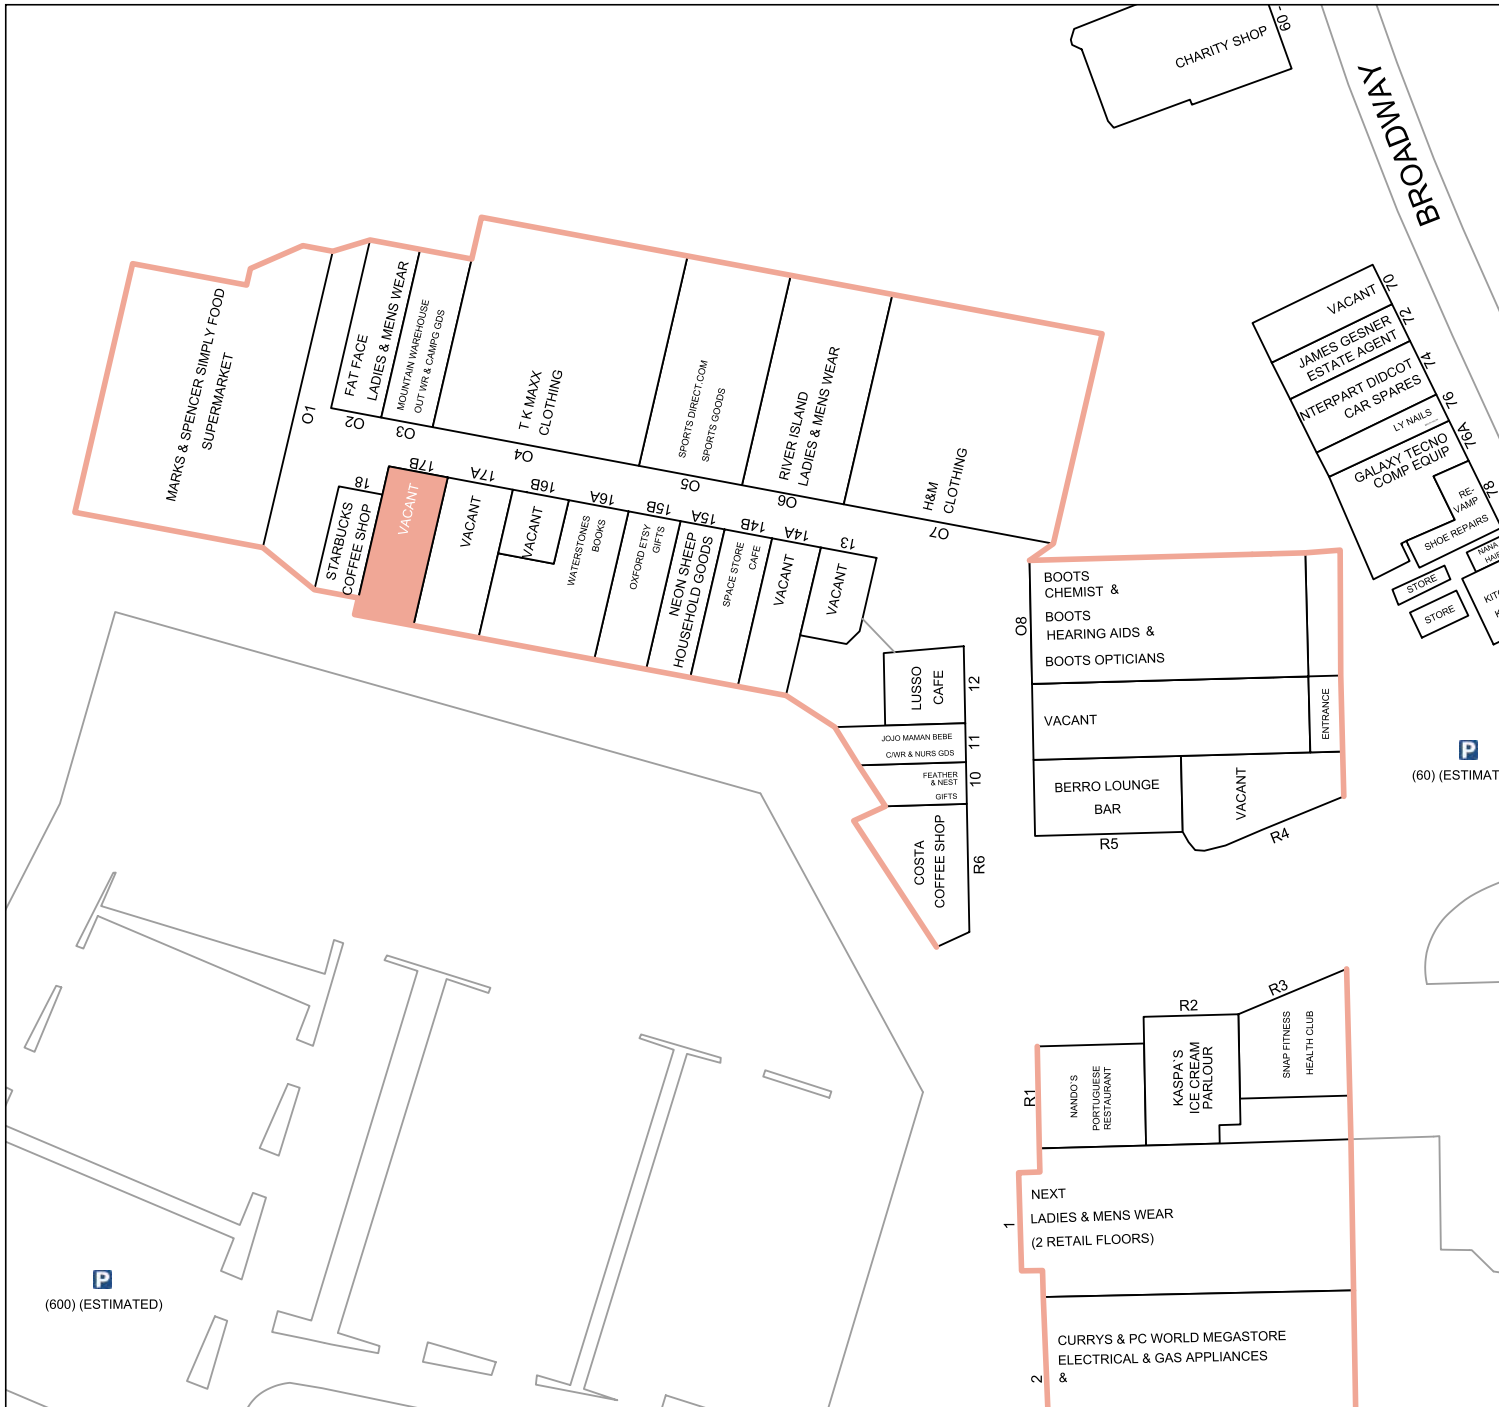 CHARITY SHOP
60 -
BROADWAY
MARKS & SPENCER SIMPLY FOOD
SUPERMARKET
O1
FAT FACE
LADIES & MENS WEAR
O2
MOUNTAIN WAREHOUSE
OUT WR & CAMPG GDS
O3
T K MAXX
CLOTHING
O4
SPORTS DIRECT.COM
SPORTS GOODS
O5
RIVER ISLAND
LADIES & MENS WEAR
O6
H&M
CLOTHING
O7
STARBUCKS
COFFEE SHOP
18
VACANT
17B
VACANT
17A
VACANT
16B
WATERSTONES
BOOKS
16A
OXFORD ETSY
GIFTS
15B
NEON SHEEP
HOUSEHOLD GOODS
15A
SPACE STORE
CAFE
14B
VACANT
14A
VACANT
13
LUSSO
CAFE
12
JOJO MAMAN BEBE
C/WR & NURS GDS
11
FEATHER
& NEST
GIFTS
10
COSTA
COFFEE SHOP
R6
BOOTS
CHEMIST &
BOOTS
HEARING AIDS &
BOOTS OPTICIANS
O8
VACANT
ENTRANCE
BERRO LOUNGE
BAR
R5
VACANT
R4
VACANT
70
JAMES GESNER
ESTATE AGENT
72
NTERPART DIDCOT
CAR SPARES
74
LY NAILS
76
GALAXY TECNO
COMP EQUIP
76A
RE-
VAMP
SHOE REPAIRS
78
NANA
HAIR
STORE
STORE
KIT
K
P
(60) (ESTIMAT
R3
SNAP FITNESS
HEALTH CLUB
R2
KASPA`S
ICE CREAM
PARLOUR
R1
NANDO`S
PORTUGUESE
RESTAURANT
NEXT
LADIES & MENS WEAR
(2 RETAIL FLOORS)
1
CURRYS & PC WORLD MEGASTORE
ELECTRICAL & GAS APPLIANCES
&
2
P
(600) (ESTIMATED)